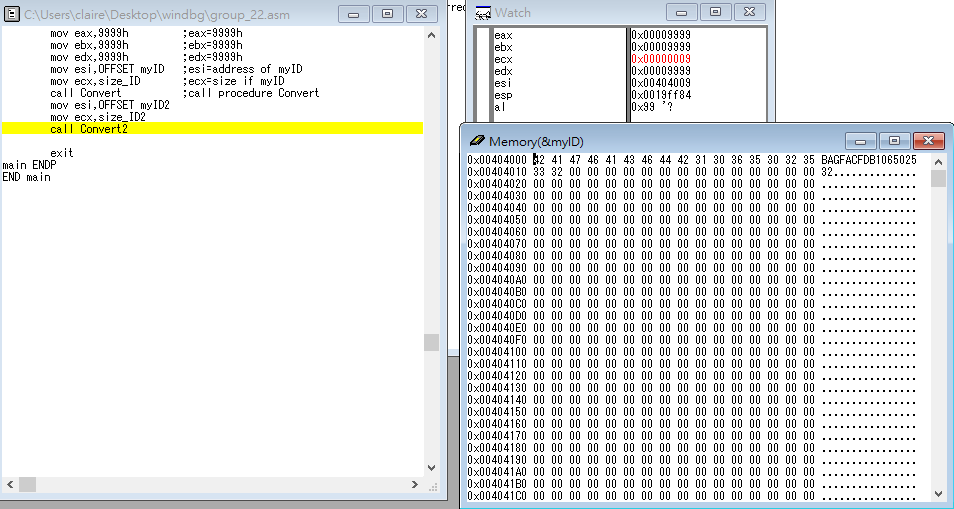 C:\Users\claire\Desktop\windbg\group_22.asm
mov eax,9999h ;eax=9999h
mov ebx,9999h ;ebx=9999h
mov edx,9999h ;edx=9999h
mov esi,OFFSET myID ;esi=address of myID
mov ecx,size_ID ;ecx=size if myID
call Convert ;call procedure Convert
mov esi,OFFSET myID2
mov ecx,size_ID2
call Convert2
exit
main ENDP
END main
Watch
eax 0x00009999
ebx 0x00009999
ecx 0x00000009
edx 0x00009999
esi 0x00404009
esp 0x0019ff84
al 0x99 '?
Memory(&myID)
0x00404000 42 41 47 46 41 43 46 44 42 31 30 36 35 30 32 35 BAGFACFDB1065025
0x00404010 33 32 00 00 00 00 00 00 00 00 00 00 00 00 00 00 32..............
0x00404020 00 00 00 00 00 00 00 00 00 00 00 00 00 00 00 00 ................
0x00404030 00 00 00 00 00 00 00 00 00 00 00 00 00 00 00 00 ................
0x00404040 00 00 00 00 00 00 00 00 00 00 00 00 00 00 00 00 ................
0x00404050 00 00 00 00 00 00 00 00 00 00 00 00 00 00 00 00 ................
0x00404060 00 00 00 00 00 00 00 00 00 00 00 00 00 00 00 00 ................
0x00404070 00 00 00 00 00 00 00 00 00 00 00 00 00 00 00 00 ................
0x00404080 00 00 00 00 00 00 00 00 00 00 00 00 00 00 00 00 ................
0x00404090 00 00 00 00 00 00 00 00 00 00 00 00 00 00 00 00 ................
0x004040A0 00 00 00 00 00 00 00 00 00 00 00 00 00 00 00 00 ................
0x004040B0 00 00 00 00 00 00 00 00 00 00 00 00 00 00 00 00 ................
0x004040C0 00 00 00 00 00 00 00 00 00 00 00 00 00 00 00 00 ................
0x004040D0 00 00 00 00 00 00 00 00 00 00 00 00 00 00 00 00 ................
0x004040E0 00 00 00 00 00 00 00 00 00 00 00 00 00 00 00 00 ................
0x004040F0 00 00 00 00 00 00 00 00 00 00 00 00 00 00 00 00 ................
0x00404100 00 00 00 00 00 00 00 00 00 00 00 00 00 00 00 00 ................
0x00404110 00 00 00 00 00 00 00 00 00 00 00 00 00 00 00 00 ................
0x00404120 00 00 00 00 00 00 00 00 00 00 00 00 00 00 00 00 ................
0x00404130 00 00 00 00 00 00 00 00 00 00 00 00 00 00 00 00 ................
0x00404140 00 00 00 00 00 00 00 00 00 00 00 00 00 00 00 00 ................
0x00404150 00 00 00 00 00 00 00 00 00 00 00 00 00 00 00 00 ................
0x00404160 00 00 00 00 00 00 00 00 00 00 00 00 00 00 00 00 ................
0x00404170 00 00 00 00 00 00 00 00 00 00 00 00 00 00 00 00 ................
0x00404180 00 00 00 00 00 00 00 00 00 00 00 00 00 00 00 00 ................
0x00404190 00 00 00 00 00 00 00 00 00 00 00 00 00 00 00 00 ................
0x004041A0 00 00 00 00 00 00 00 00 00 00 00 00 00 00 00 00 ................
0x004041B0 00 00 00 00 00 00 00 00 00 00 00 00 00 00 00 00 ................
0x004041C0 00 00 00 00 00 00 00 00 00 00 00 00 00 00 00 00 ................